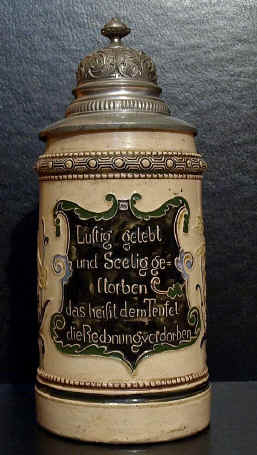 Luſtig gelebt
und Seelig ge-
ſtorben
das heißt dem Teufel
die Rechnung verdorben